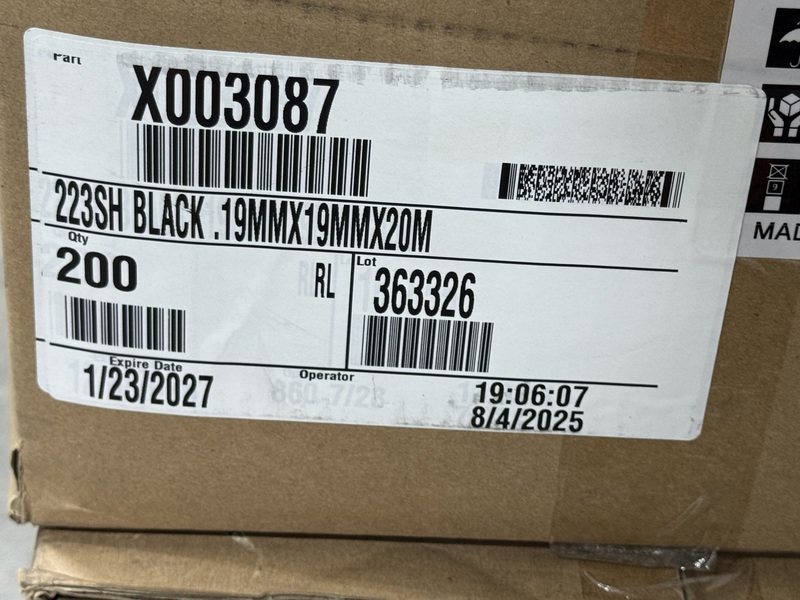 Part
X003087
223SH BLACK .19MMX19MMX20M
Qty
200 RL
Lot
363326
Expire Date
1/23/2027
Operator
19:06:07
8/4/2025
9